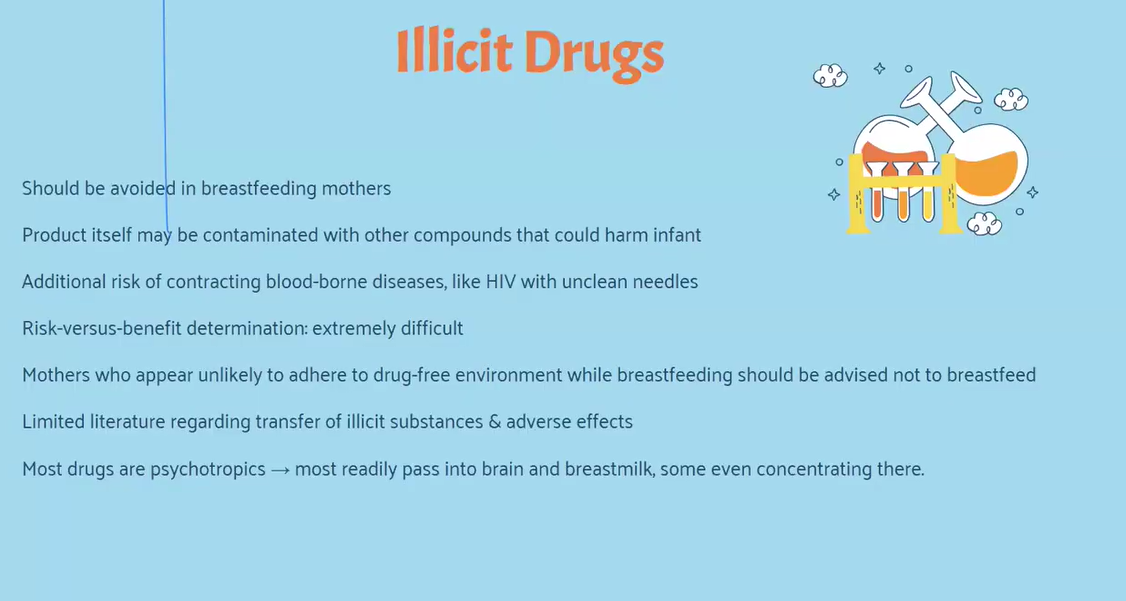 Illicit Drugs
Should be avoided in breastfeeding mothers
Product itself may be contaminated with other compounds that could harm infant
Additional risk of contracting blood-borne diseases, like HIV with unclean needles
Risk-versus-benefit determination: extremely difficult
Mothers who appear unlikely to adhere to drug-free environment while breastfeeding should be advised not to breastfeed
Limited literature regarding transfer of illicit substances & adverse effects
Most drugs are psychotropics → most readily pass into brain and breastmilk, some even concentrating there.